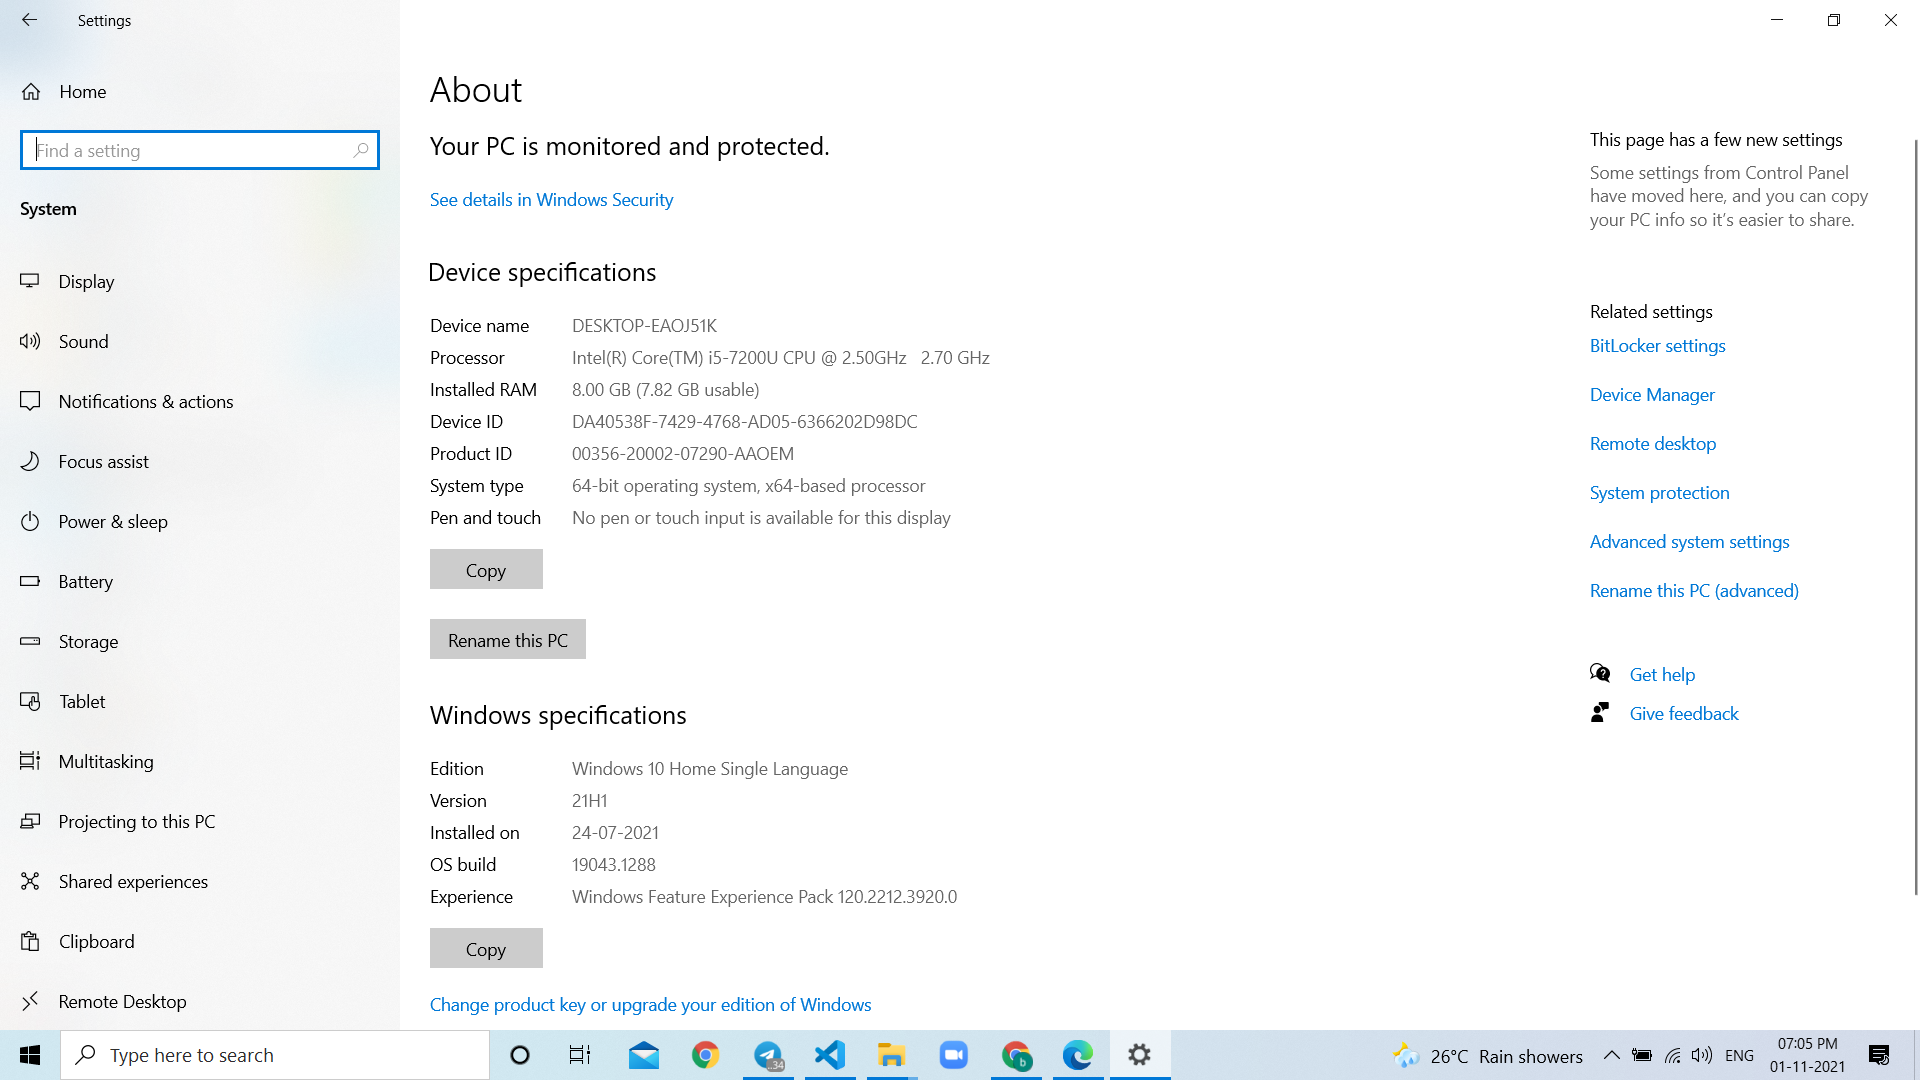 Settings
Home
Find a setting
System
Display
Sound
Notifications & actions
Focus assist
Power & sleep
Battery
Storage
Tablet
Multitasking
Projecting to this PC
Shared experiences
Clipboard
Remote Desktop
About
Your PC is monitored and protected.
See details in Windows Security
Device specifications
Device name DESKTOP-EAOJ51K
Processor Intel(R) Core(TM) i5-7200U CPU @ 2.50GHz 2.70 GHz
Installed RAM 8.00 GB (7.82 GB usable)
Device ID DA40538F-7429-4768-AD05-6366202D98DC
Product ID 00356-20002-07290-AAOEM
System type 64-bit operating system, x64-based processor
Pen and touch No pen or touch input is available for this display
Copy
Rename this PC
Windows specifications
Edition Windows 10 Home Single Language
Version 21H1
Installed on 24-07-2021
OS build 19043.1288
Experience Windows Feature Experience Pack 120.2212.3920.0
Copy
Change product key or upgrade your edition of Windows
This page has a few new settings
Some settings from Control Panel
have moved here, and you can copy
your PC info so it's easier to share.
Related settings
BitLocker settings
Device Manager
Remote desktop
System protection
Advanced system settings
Rename this PC (advanced)
Get help
Give feedback
Type here to search
..34
b
26°C Rain showers
ENG
07:05 PM
01-11-2021